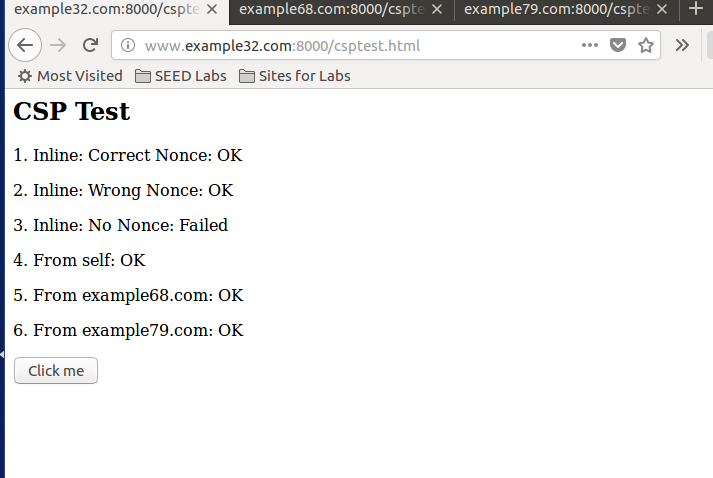 example32.com:8000/cspte
example68.com:8000/cspte
example79.com:8000/cspte
www.example32.com:8000/csptest.html
Most Visited
SEED Labs
Sites for Labs
CSP Test
1. Inline: Correct Nonce: OK
2. Inline: Wrong Nonce: OK
3. Inline: No Nonce: Failed
4. From self: OK
5. From example68.com: OK
6. From example79.com: OK
Click me